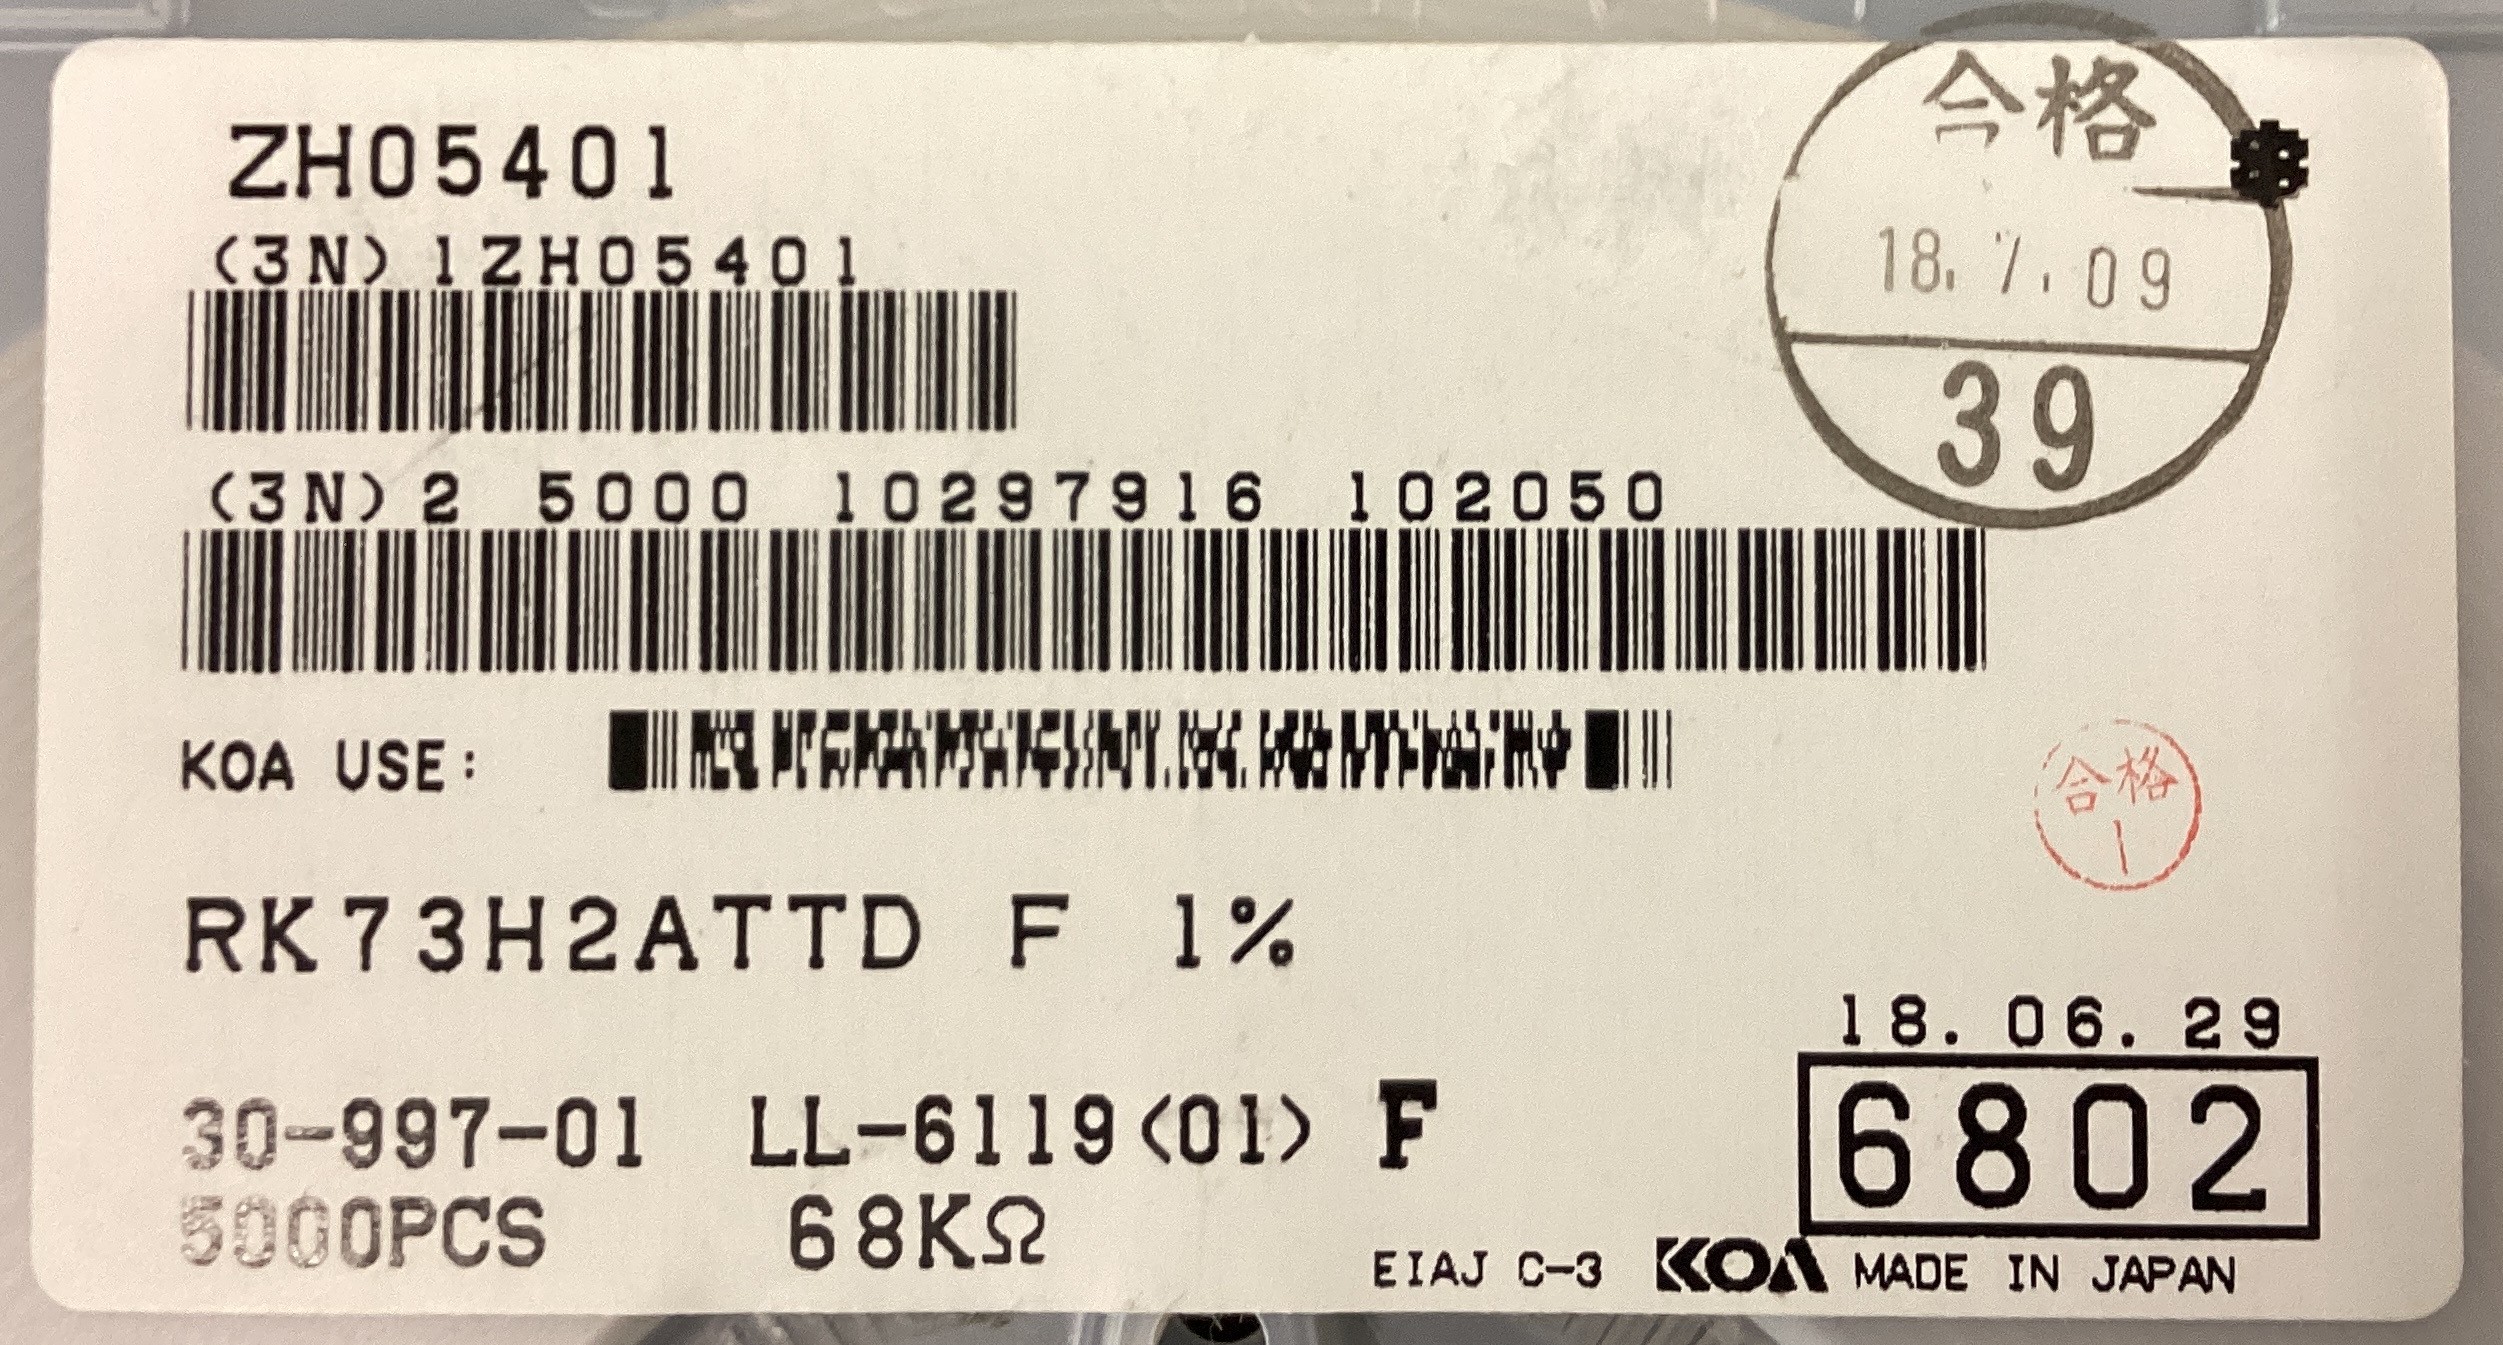 ZH05401
(3N)1ZH05401
(3N)2 5000 10297916 102050
KOA USE:
RK73H2ATTD F 1%
30-997-01 LL-6119(01) F
5000PCS 68KΩ
合格
18.7.09
39
合格
1
18.06.29
6802
EIAJ C-3 KOA MADE IN JAPAN